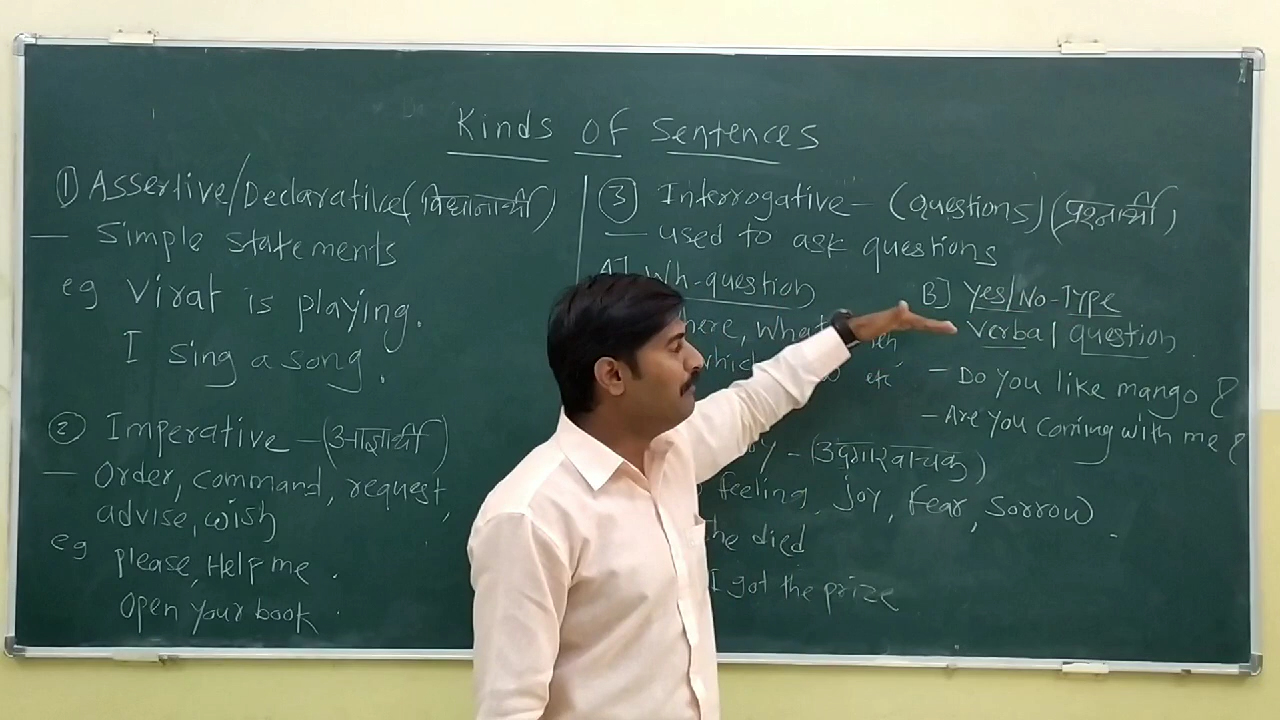 Kinds of Sentences
① Assertive/Declarative (विधानार्थी)
— Simple statements
eg Virat is playing.
I sing a song.
② Imperative – (आज्ञार्थी)
— Order, command, request,
advise, wish
eg please, Help me.
Open your book.
③ Interrogative – (questions) (प्रश्नार्थी)
— used to ask questions
A] Wh-question
here, what
which etc
B] Yes/No-Type
Verbal question
– Do you like mango?
– Are you coming with me?
y – (उद्गारवाचक)
feeling, joy, fear, sorrow.
he died
I got the prize